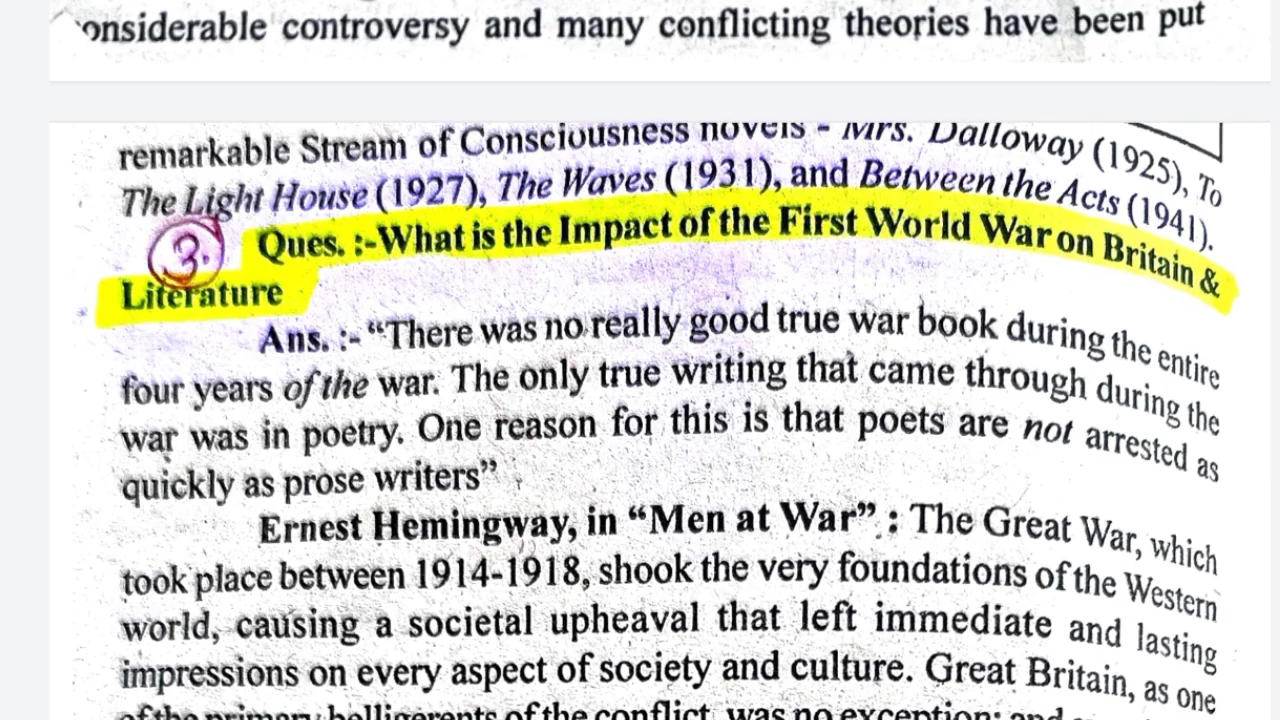 onsiderable controversy and many conflicting theories have been put
remarkable Stream of Consciousness novels - Mrs. Dalloway (1925), To
The Light House (1927), The Waves (1931), and Between the Acts (1941).
3. Ques. :-What is the Impact of the First World War on Britain &
Literature
Ans. :- “There was no really good true war book during the entire
four years of the war. The only true writing that came through during the
war was in poetry. One reason for this is that poets are not arrested as
quickly as prose writers”
Ernest Hemingway, in “Men at War” : The Great War, which
took place between 1914-1918, shook the very foundations of the Western
world, causing a societal upheaval that left immediate and lasting
impressions on every aspect of society and culture. Great Britain, as one
of the primary belligerents of the conflict, was no exception; and